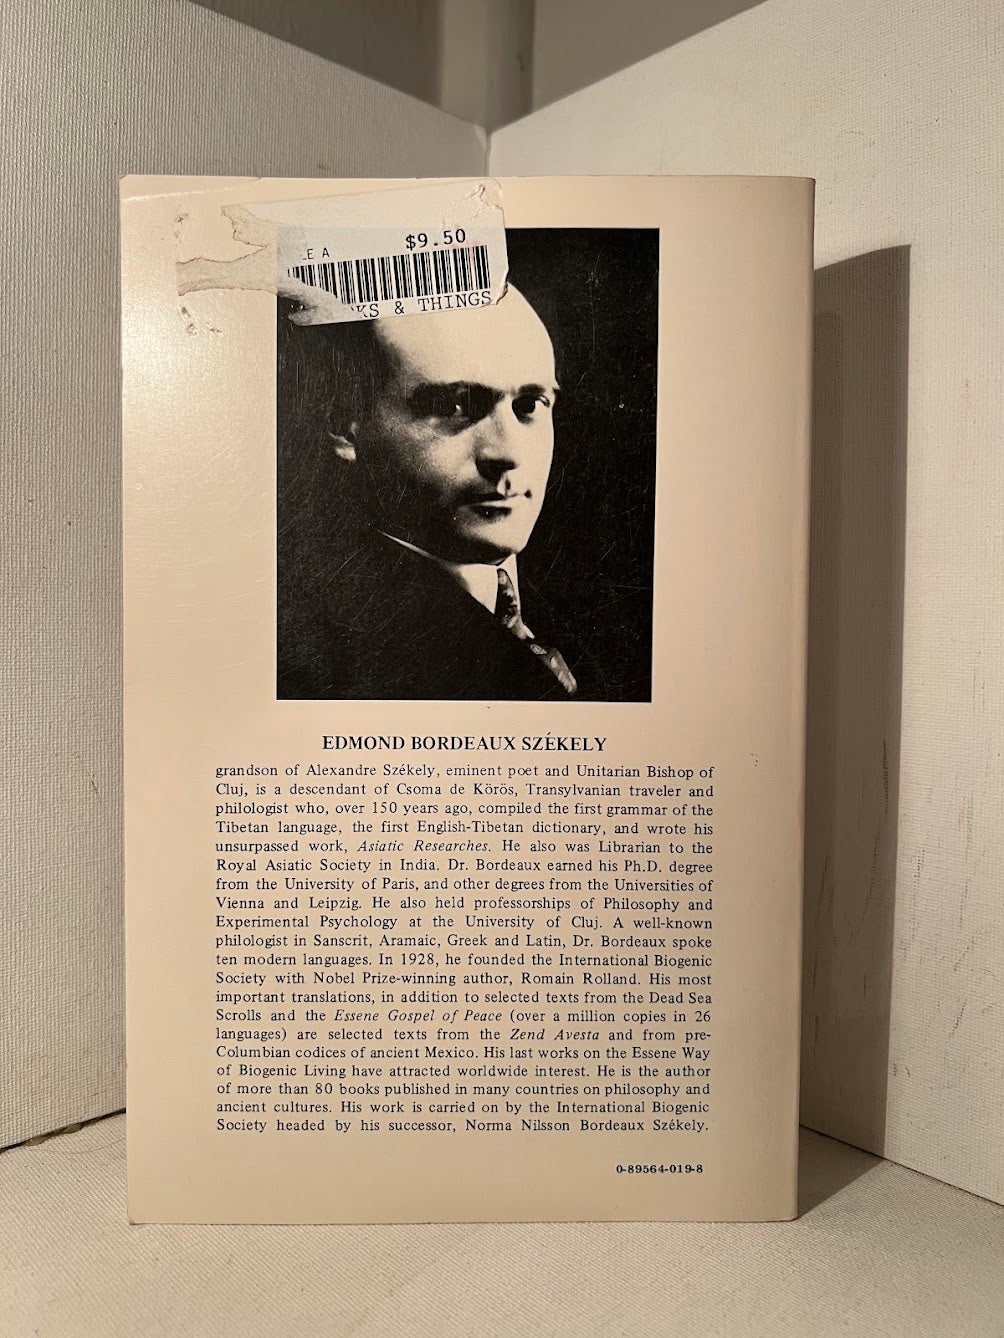 $9.50
LE A
KS & THINGS
EDMOND BORDEAUX SZÉKELY
grandson of Alexandre Székely, eminent poet and Unitarian Bishop of
Cluj, is a descendant of Csoma de Körös, Transylvanian traveler and
philologist who, over 150 years ago, compiled the first grammar of the
Tibetan language, the first English-Tibetan dictionary, and wrote his
unsurpassed work, Asiatic Researches. He also was Librarian to the
Royal Asiatic Society in India. Dr. Bordeaux earned his Ph.D. degree
from the University of Paris, and other degrees from the Universities of
Vienna and Leipzig. He also held professorships of Philosophy and
Experimental Psychology at the University of Cluj. A well-known
philologist in Sanscrit, Aramaic, Greek and Latin, Dr. Bordeaux spoke
ten modern languages. In 1928, he founded the International Biogenic
Society with Nobel Prize-winning author, Romain Rolland. His most
important translations, in addition to selected texts from the Dead Sea
Scrolls and the Essene Gospel of Peace (over a million copies in 26
languages) are selected texts from the Zend Avesta and from pre-
Columbian codices of ancient Mexico. His last works on the Essene Way
of Biogenic Living have attracted worldwide interest. He is the author
of more than 80 books published in many countries on philosophy and
ancient cultures. His work is carried on by the International Biogenic
Society headed by his successor, Norma Nilsson Bordeaux Székely.
0-89564-019-8